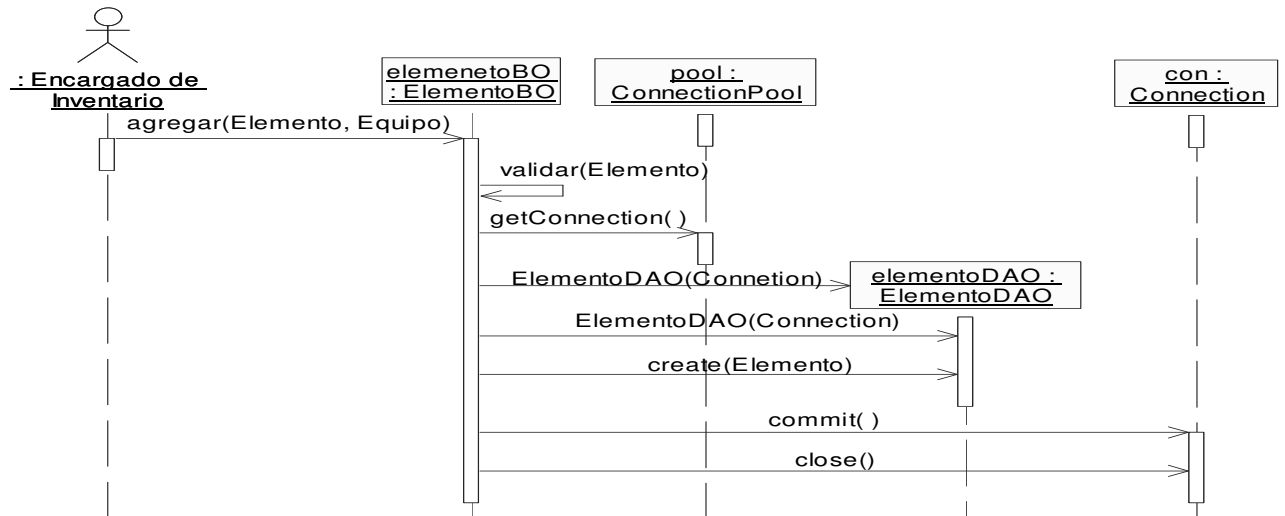 : Encargado de
Inventario
elemenetoBO
: ElementoBO
pool :
ConnectionPool
con :
Connection
agregar(Elemento, Equipo)
validar(Elemento)
getConnection( )
ElementoDAO(Connetion)
elementoDAO :
ElementoDAO
ElementoDAO(Connection)
create(Elemento)
commit( )
close()